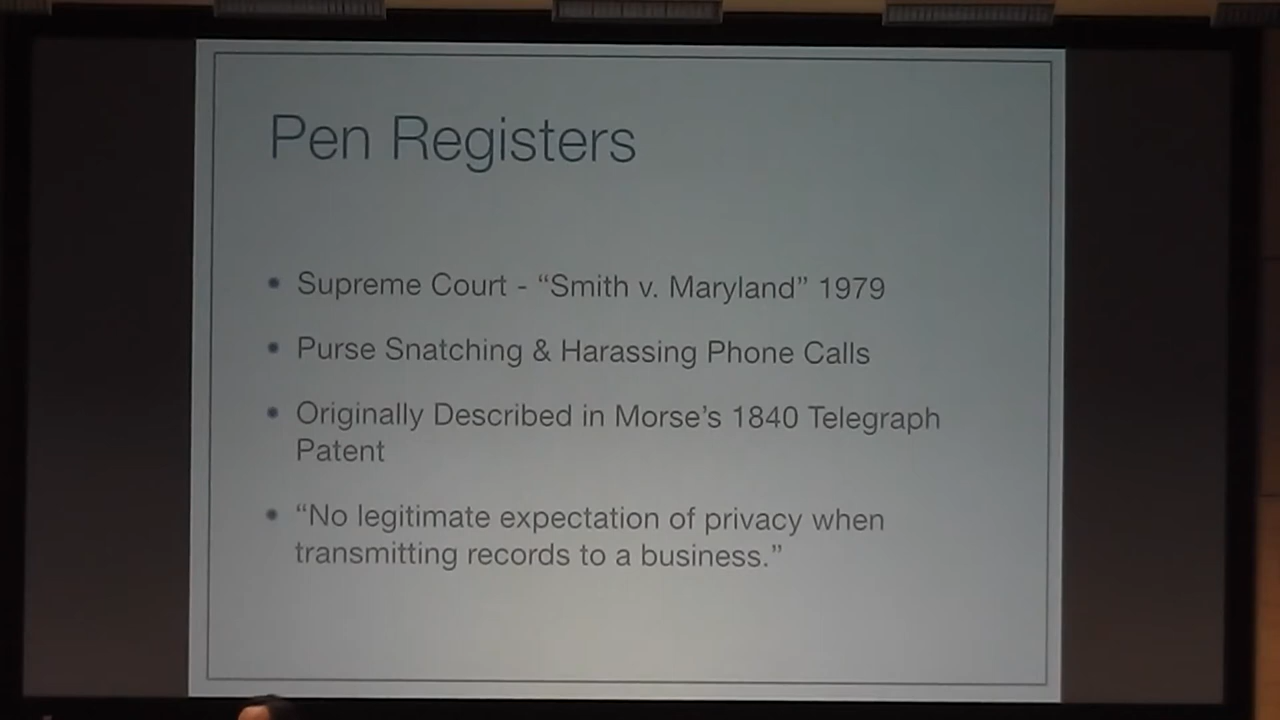 Pen Registers
• Supreme Court - “Smith v. Maryland” 1979
• Purse Snatching & Harassing Phone Calls
• Originally Described in Morse’s 1840 Telegraph
Patent
• “No legitimate expectation of privacy when
transmitting records to a business.”